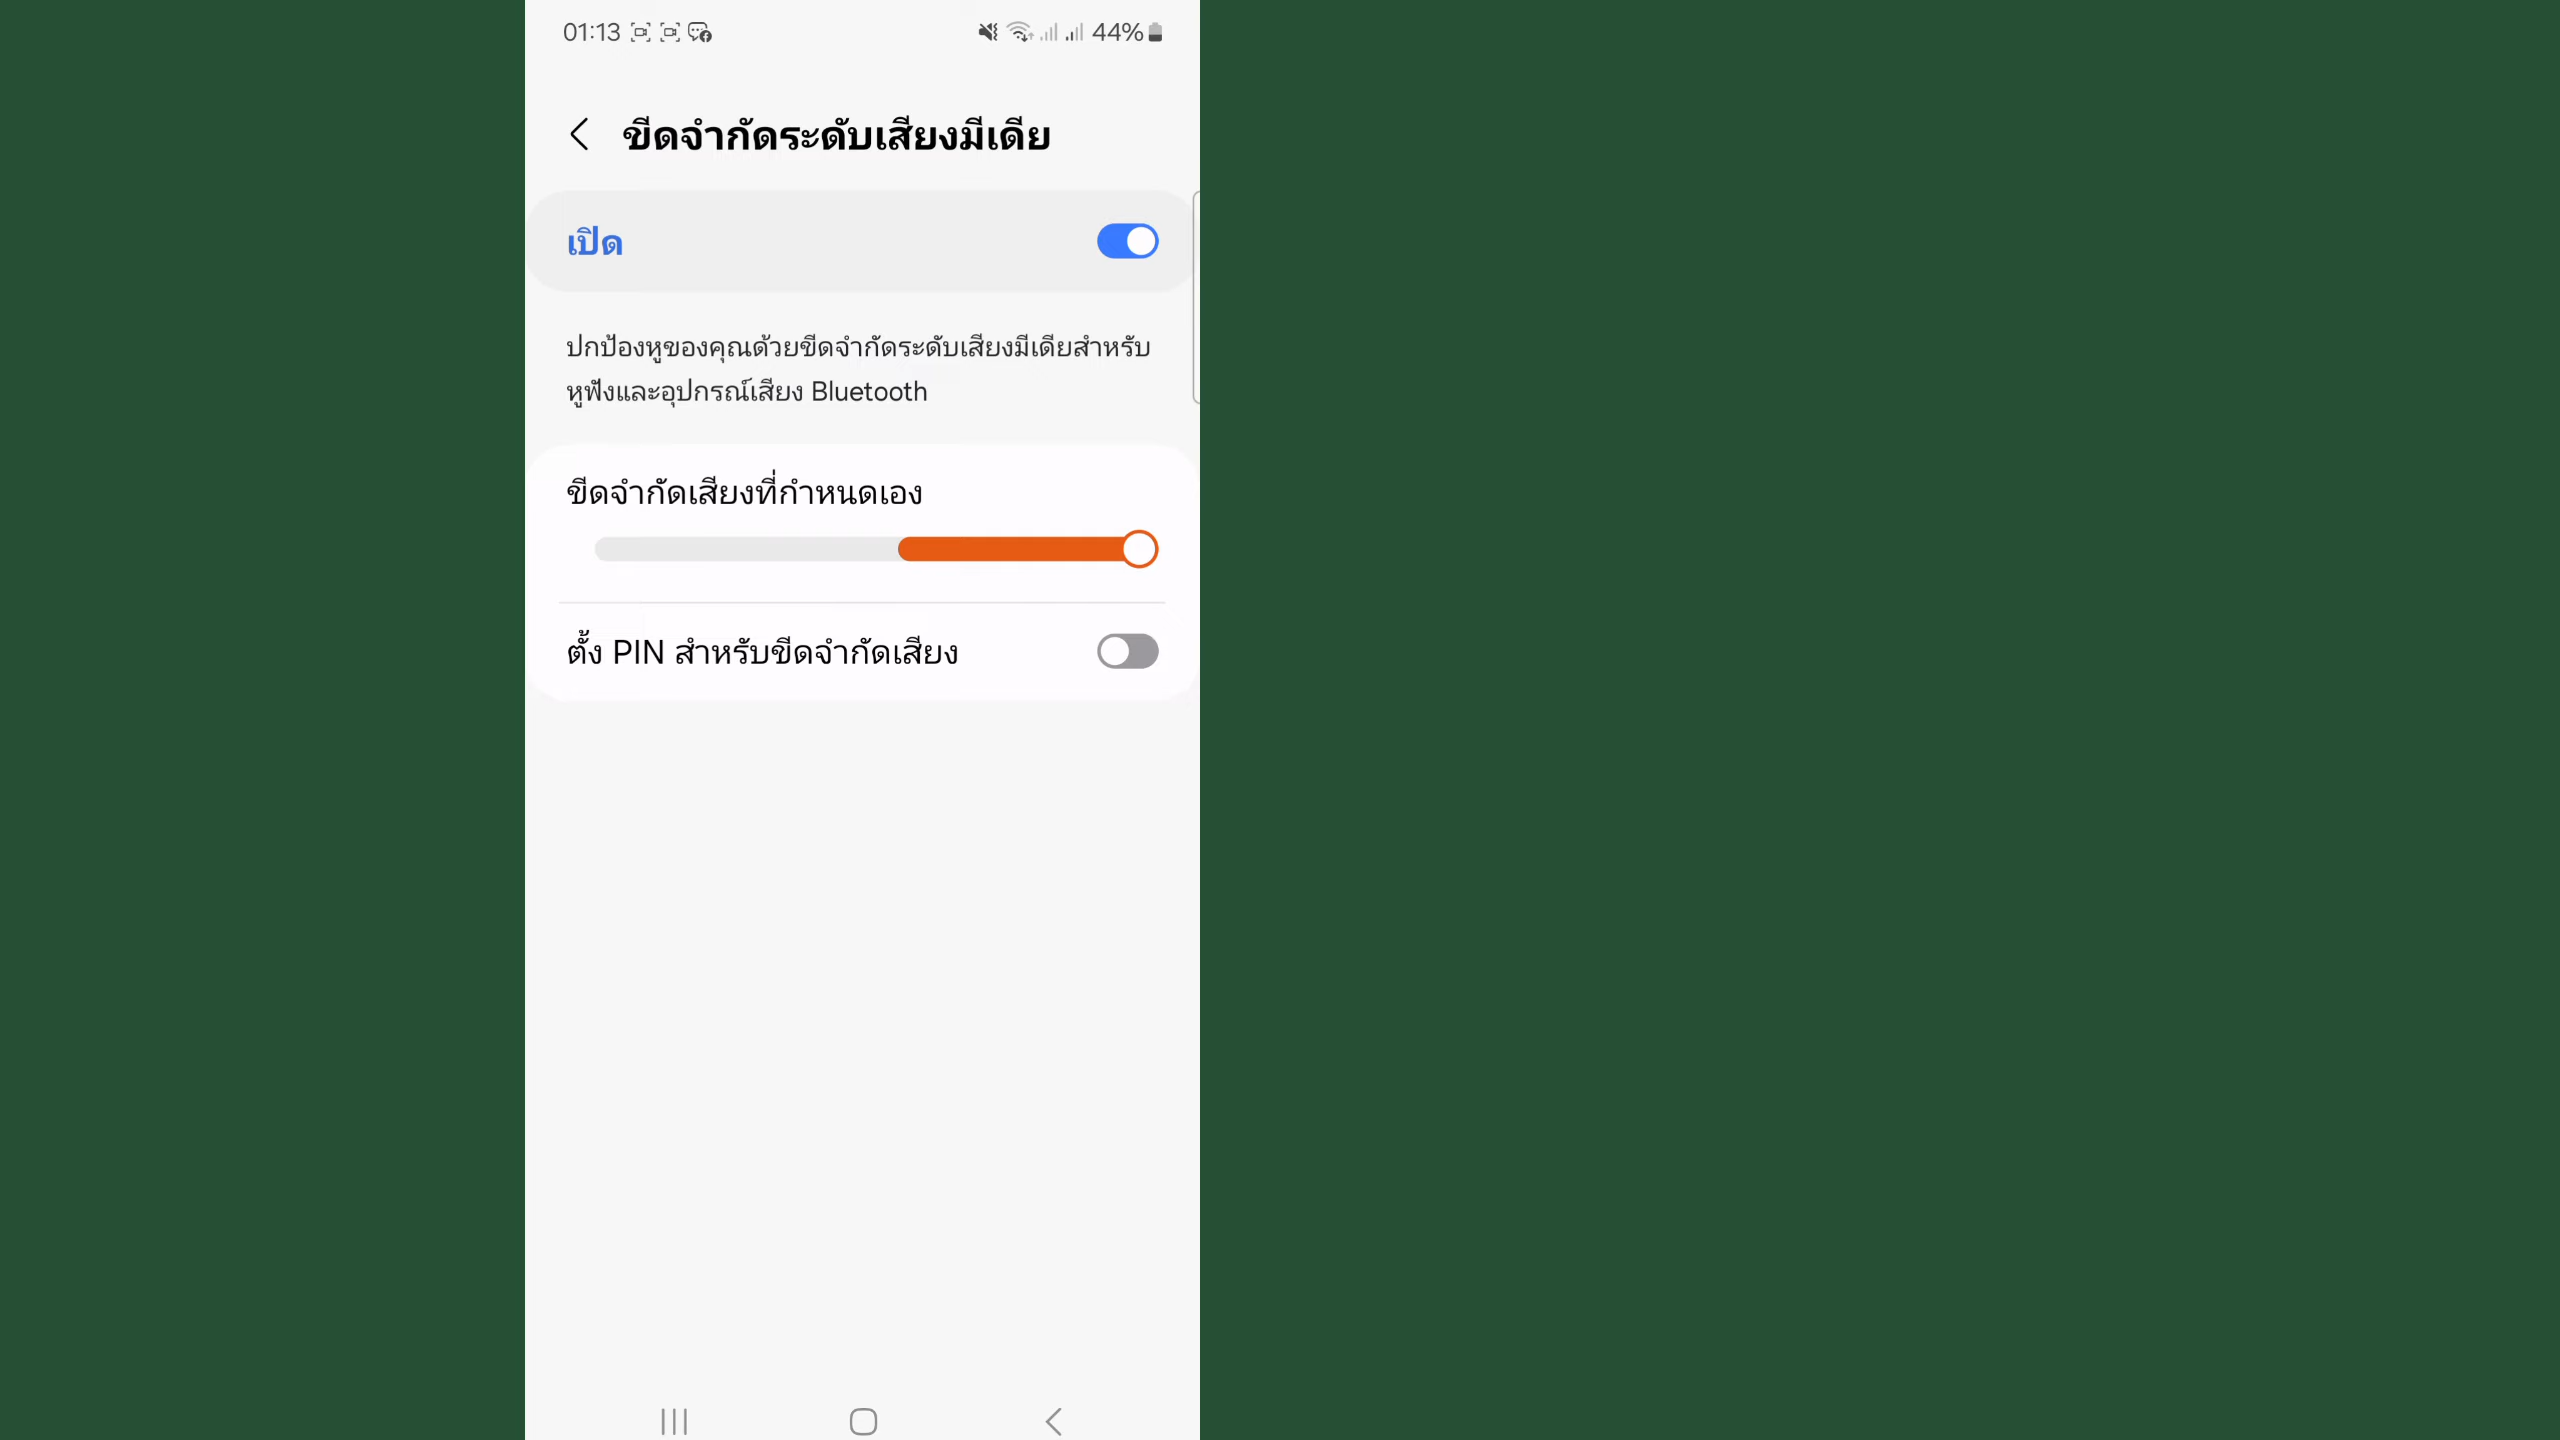 01:13 44%
ขีดจำกัดระดับเสียงมีเดีย
เปิด
ปกป้องหูของคุณด้วยขีดจำกัดระดับเสียงมีเดียสำหรับ
หูฟังและอุปกรณ์เสียง Bluetooth
ขีดจำกัดเสียงที่กำหนดเอง
ตั้ง PIN สำหรับขีดจำกัดเสียง